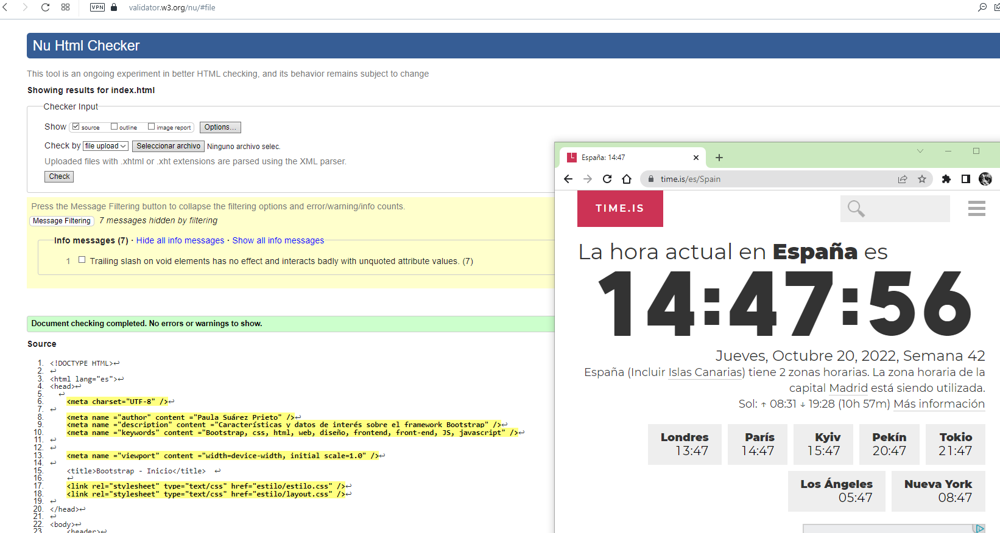 VPN validator.w3.org/nu/#file
Nu Html Checker
This tool is an ongoing experiment in better HTML checking, and its behavior remains subject to change
Showing results for index.html
Checker Input
Show source outline image report Options...
Check by file upload Seleccionar archivo Ninguno archivo selec.
Uploaded files with .xhtml or .xht extensions are parsed using the XML parser.
Check
Press the Message Filtering button to collapse the filtering options and error/warning/info counts.
Message Filtering 7 messages hidden by filtering
Info messages (7) · Hide all info messages · Show all info messages
1 Trailing slash on void elements has no effect and interacts badly with unquoted attribute values. (7)
Document checking completed. No errors or warnings to show.
Source
1. <!DOCTYPE HTML>↩
2. ↩
3. <html lang="es">↩
4. <head>↩
5. ↩
6. <meta charset="UTF-8" />↩
7. ↩
8. <meta name ="author" content ="Paula Suárez Prieto" />↩
9. <meta name ="description" content ="Características y datos de interés sobre el framework Bootstrap" />↩
10. <meta name ="keywords" content ="Bootstrap, css, html, web, diseño, frontend, front-end, JS, javascript" />↩
11. ↩
12. ↩
13. <meta name ="viewport" content ="width=device-width, initial scale=1.0" />↩
14. ↩
15. <title>Bootstrap - Inicio</title> ↩
16. ↩
17. <link rel="stylesheet" type="text/css" href="estilo/estilo.css" />↩
18. <link rel="stylesheet" type="text/css" href="estilo/layout.css" />↩
19. ↩
20. </head>↩
21. ↩
22. <body>↩
23. <header>↩
España: 14:47
time.is/es/Spain
TIME.IS
La hora actual en España es
14:47:56
Jueves, Octubre 20, 2022, Semana 42
España (Incluir Islas Canarias) tiene 2 zonas horarias. La zona horaria de la
capital Madrid está siendo utilizada.
Sol: ↑ 08:31 ↓ 19:28 (10h 57m) Más información
Londres París Kyiv Pekín Tokio
13:47 14:47 15:47 20:47 21:47
Los Ángeles Nueva York
05:47 08:47